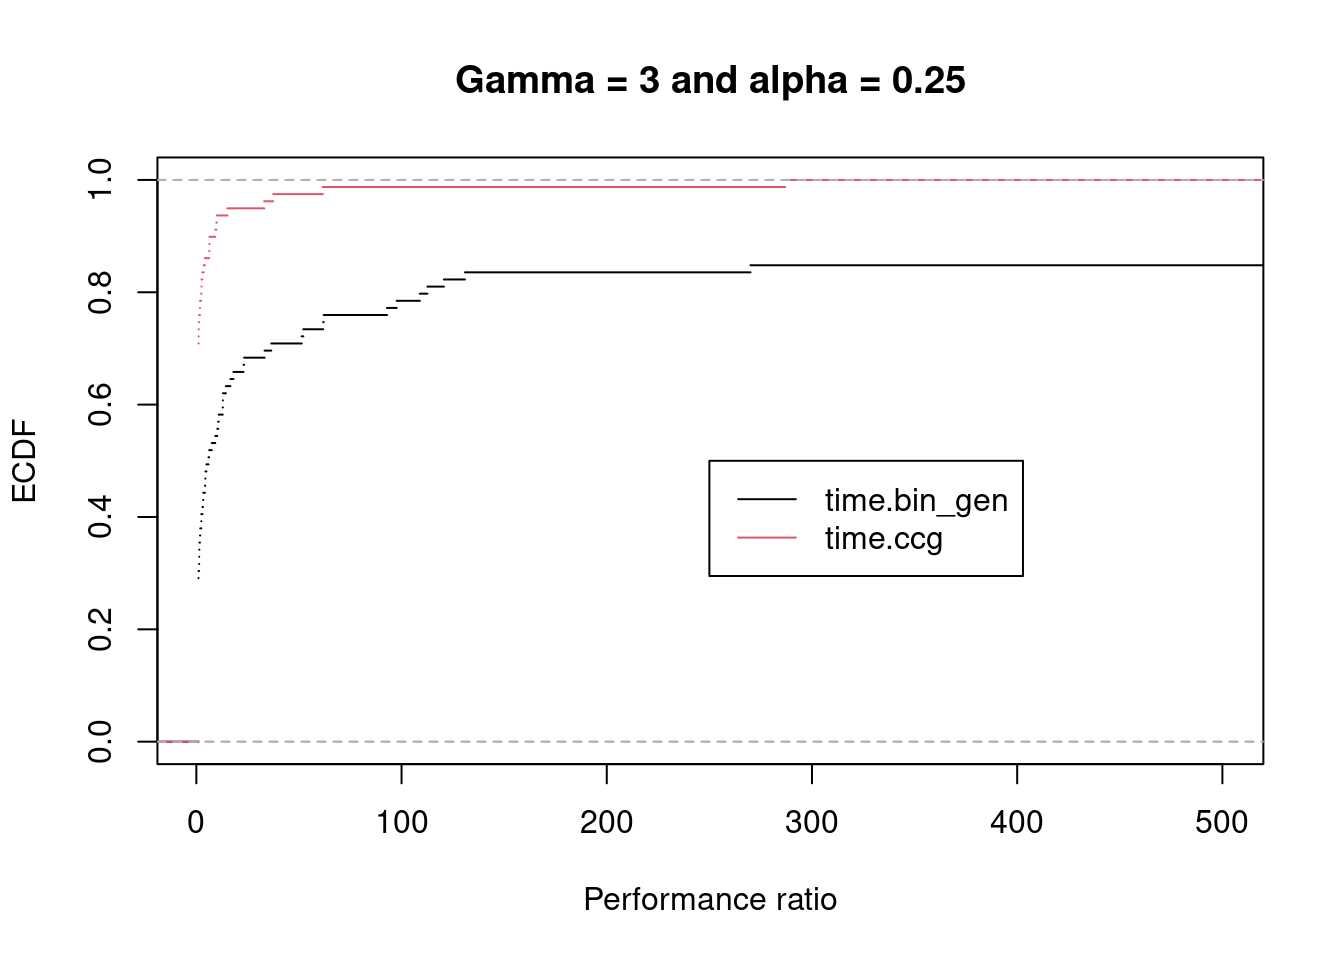 Gamma = 3 and alpha = 0.25
ECDF
1.0
0.8
0.6
0.4
0.2
0.0
time.bin_gen
time.ccg
0 100 200 300 400 500
Performance ratio